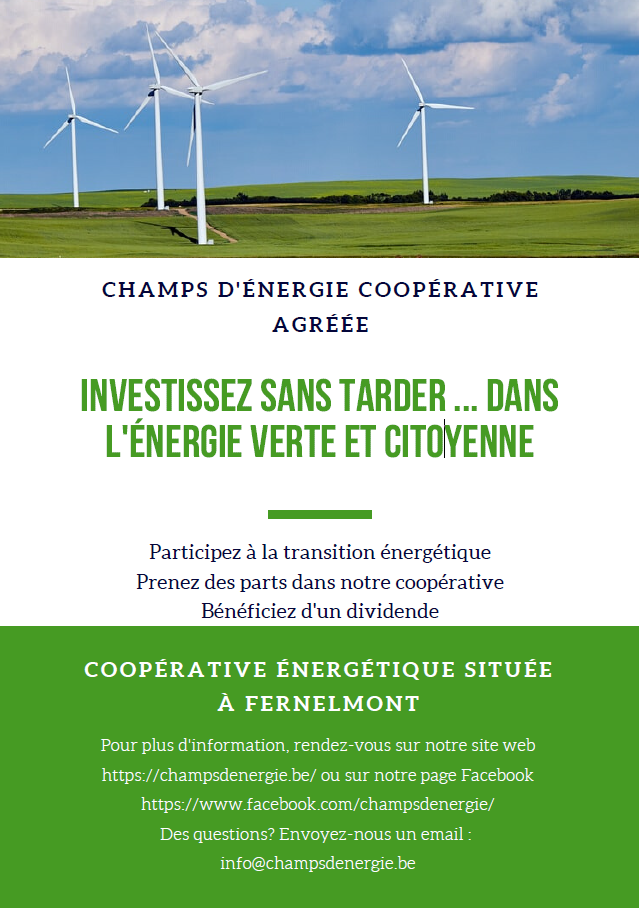 CHAMPS D'ÉNERGIE COOPÉRATIVE
AGRÉÉE
INVESTISSEZ SANS TARDER ... DANS
L'ÉNERGIE VERTE ET CITOYENNE
Participez à la transition énergétique
Prenez des parts dans notre coopérative
Bénéficiez d'un dividende
COOPÉRATIVE ÉNERGÉTIQUE SITUÉE
À FERNELMONT
Pour plus d'information, rendez-vous sur notre site web
https://champsdenergie.be/ ou sur notre page Facebook
https://www.facebook.com/champsdenergie/
Des questions? Envoyez-nous un email :
info@champsdenergie.be